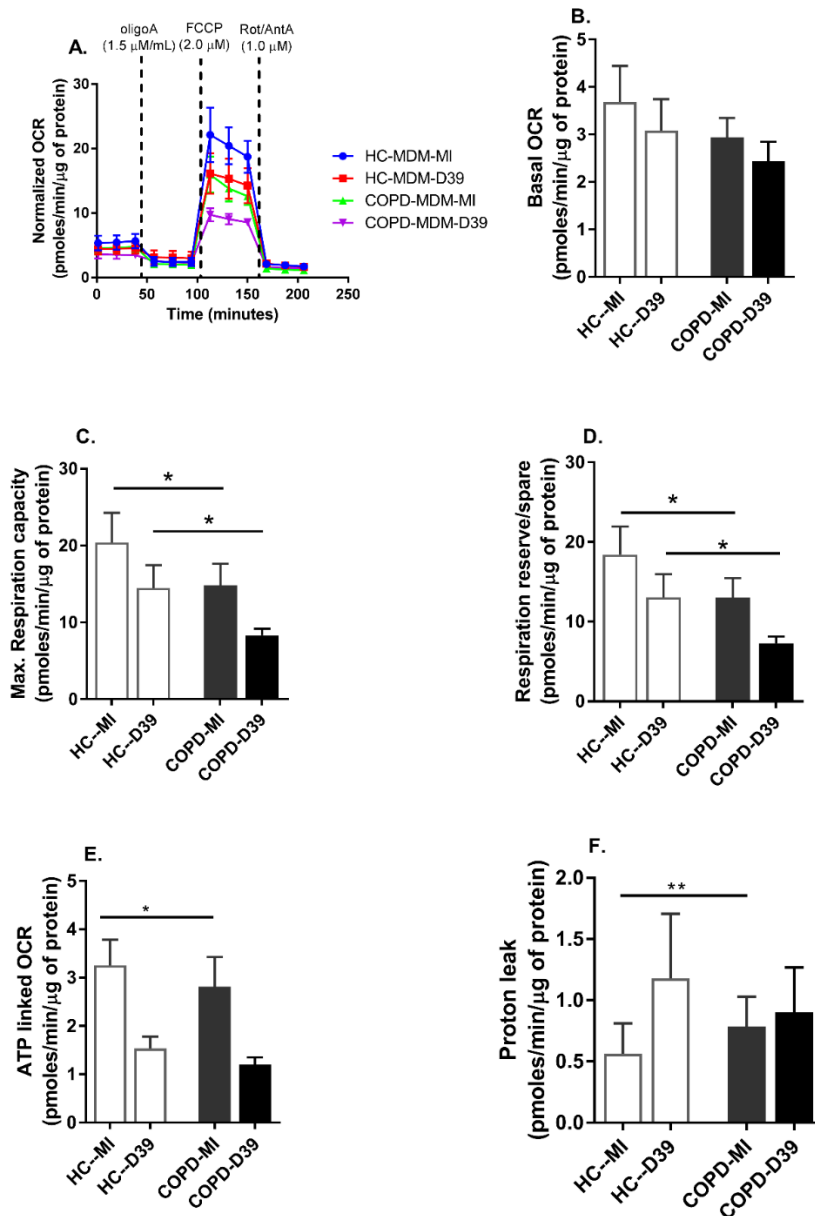 A.
oligoA
(1.5 μM/mL)
FCCP
(2.0 μM)
Rot/AntA
(1.0 μM)
Normalized OCR
(pmoles/min/μg of protein)
30
20
10
0
0
50
100
150
200
250
Time (minutes)
HC-MDM-MI
HC-MDM-D39
COPD-MDM-MI
COPD-MDM-D39
B.
Basal OCR
(pmoles/min/μg of protein)
5
4
3
2
1
0
HC--MI
HC--D39
COPD-MI
COPD-D39
C.
Max. Respiration capacity
(pmoles/min/μg of protein)
30
20
10
0
*
*
HC--MI
HC--D39
COPD-MI
COPD-D39
D.
Respiration reserve/spare
(pmoles/min/μg of protein)
30
20
10
0
*
*
HC--MI
HC--D39
COPD-MI
COPD-D39
E.
ATP linked OCR
(pmoles/min/μg of protein)
5
4
3
2
1
0
*
HC--MI
HC--D39
COPD-MI
COPD-D39
F.
Proton leak
(pmoles/min/μg of protein)
2.0
1.5
1.0
0.5
0.0
**
HC--MI
HC--D39
COPD-MI
COPD-D39